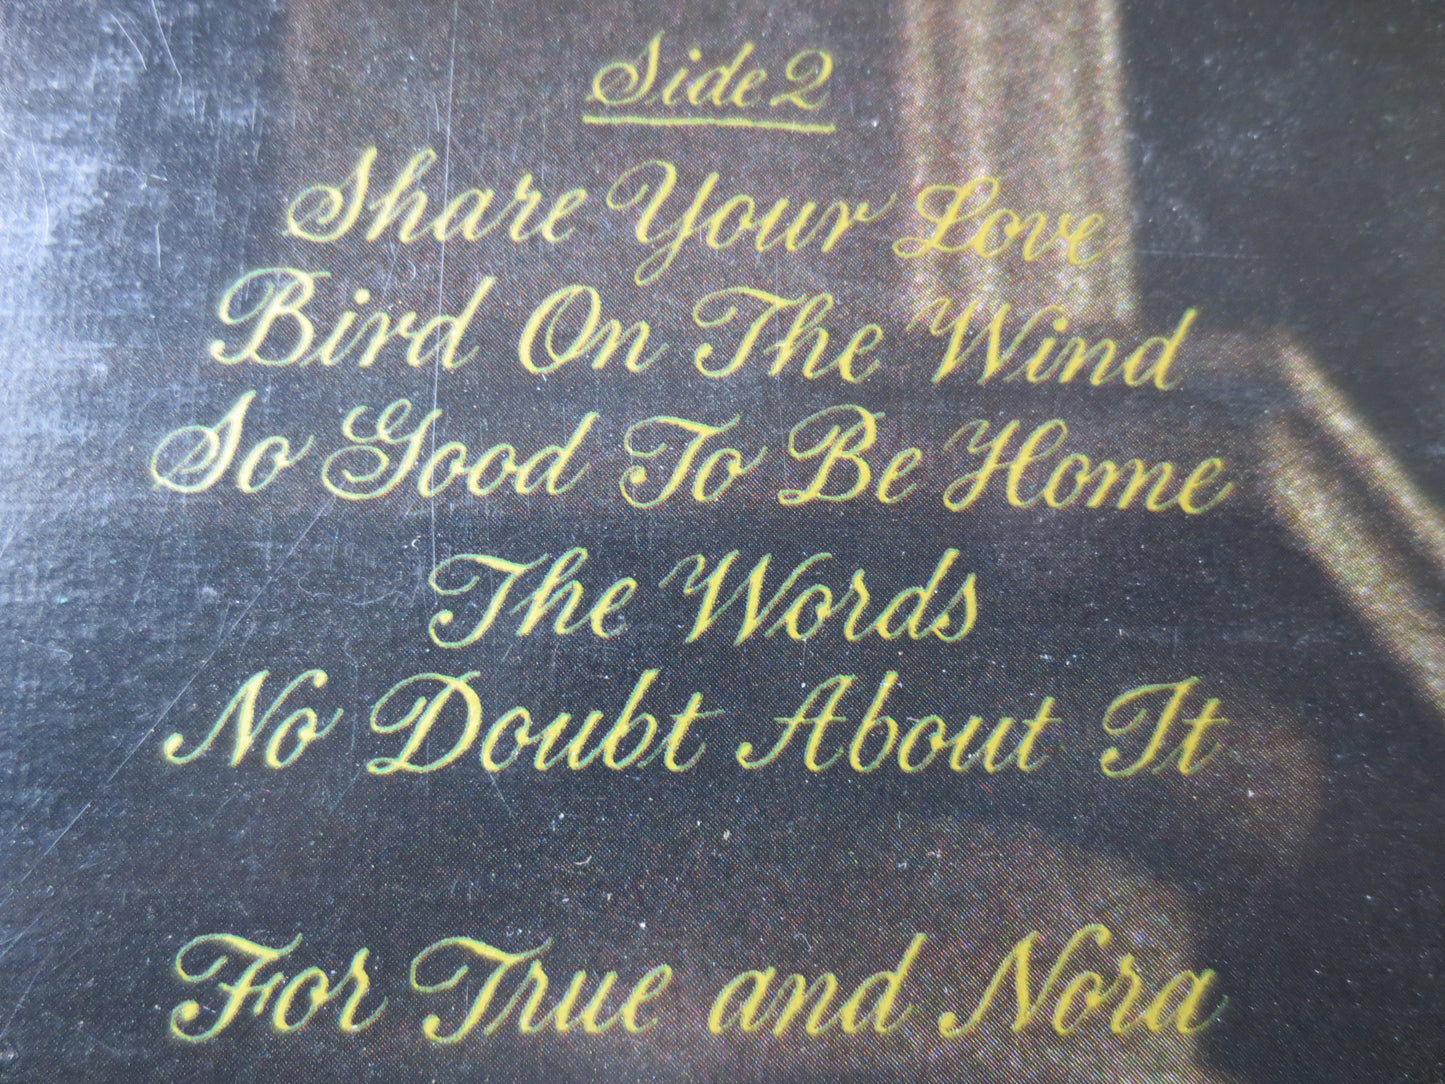 Side 2
Share Your Love
Bird On The Wind
So Good To Be Home
The Words
No Doubt About It
For True and Nora